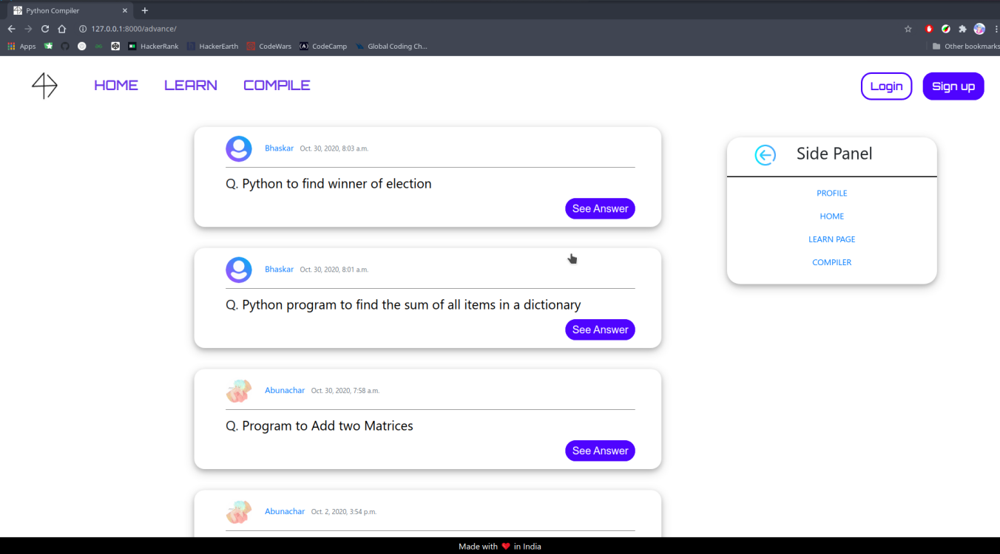 Python Compiler
127.0.0.1:8000/advance/
Apps HackerRank HackerEarth CodeWars CodeCamp Global Coding Ch... Other bookmarks
HOME LEARN COMPILE Login Sign up
Bhaskar Oct. 30, 2020, 8:03 a.m.
Q. Python to find winner of election
See Answer
Side Panel
PROFILE
HOME
LEARN PAGE
COMPILER
Bhaskar Oct. 30, 2020, 8:01 a.m.
Q. Python program to find the sum of all items in a dictionary
See Answer
Abunachar Oct. 30, 2020, 7:58 a.m.
Q. Program to Add two Matrices
See Answer
Abunachar Oct. 2, 2020, 3:54 p.m.
Made with ❤ in India